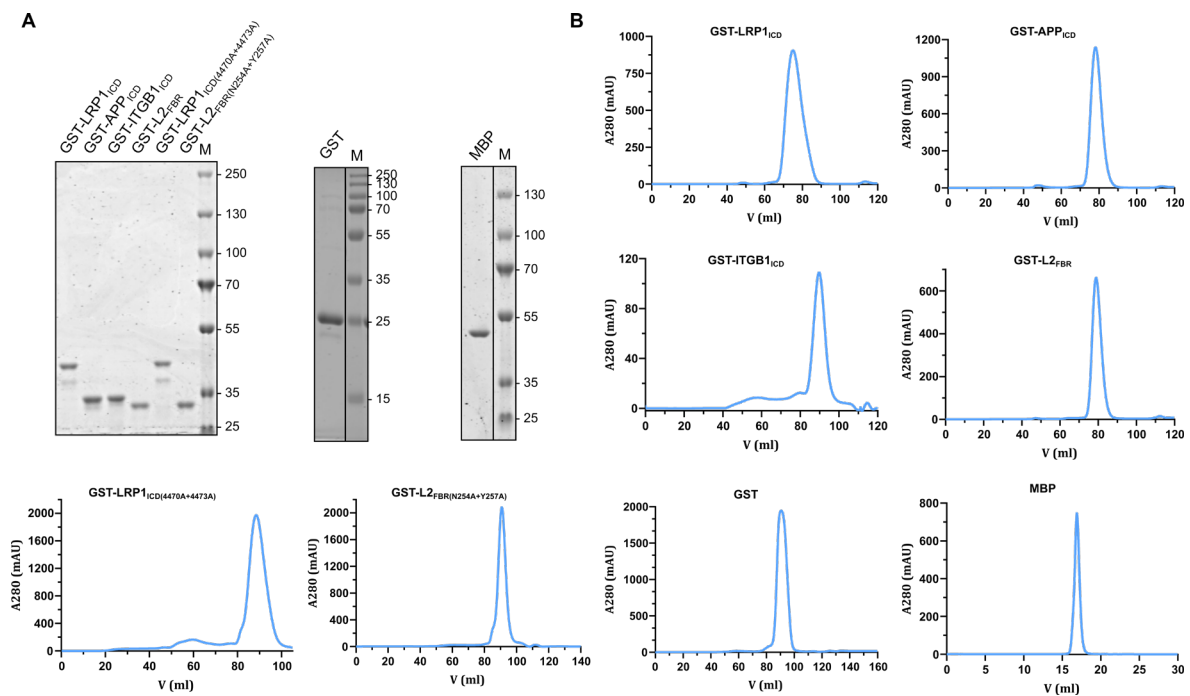 A
GST-LRP1ICD
GST-APPICD
GST-ITGB1ICD
GST-L2FBR
GST-LRP1ICD(4470A+4473A)
GST-L2FBR(N254A+Y257A)
M
250
130
100
70
55
35
25
GST
M
250
130
100
70
55
35
25
15
MBP
M
130
100
70
55
35
25
B
GST-LRP1ICD
A280 (mAU)
1000
750
500
250
0
0 20 40 60 80 100 120
V (ml)
GST-APPICD
A280 (mAU)
1200
900
600
300
0
0 20 40 60 80 100 120
V (ml)
GST-ITGB1ICD
A280 (mAU)
120
80
40
0
0 20 40 60 80 100 120
V (ml)
GST-L2FBR
A280 (mAU)
600
400
200
0
0 20 40 60 80 100 120
V (ml)
GST-LRP1ICD(4470A+4473A)
A280 (mAU)
2000
1600
1200
800
400
0
0 20 40 60 80 100
V (ml)
GST-L2FBR(N254A+Y257A)
A280 (mAU)
2000
1600
1200
800
400
0
0 20 40 60 80 100 120 140
V (ml)
GST
A280 (mAU)
2000
1500
1000
500
0
0 20 40 60 80 100 120 140 160
V (ml)
MBP
A280 (mAU)
800
600
400
200
0
0 5 10 15 20 25 30
V (ml)